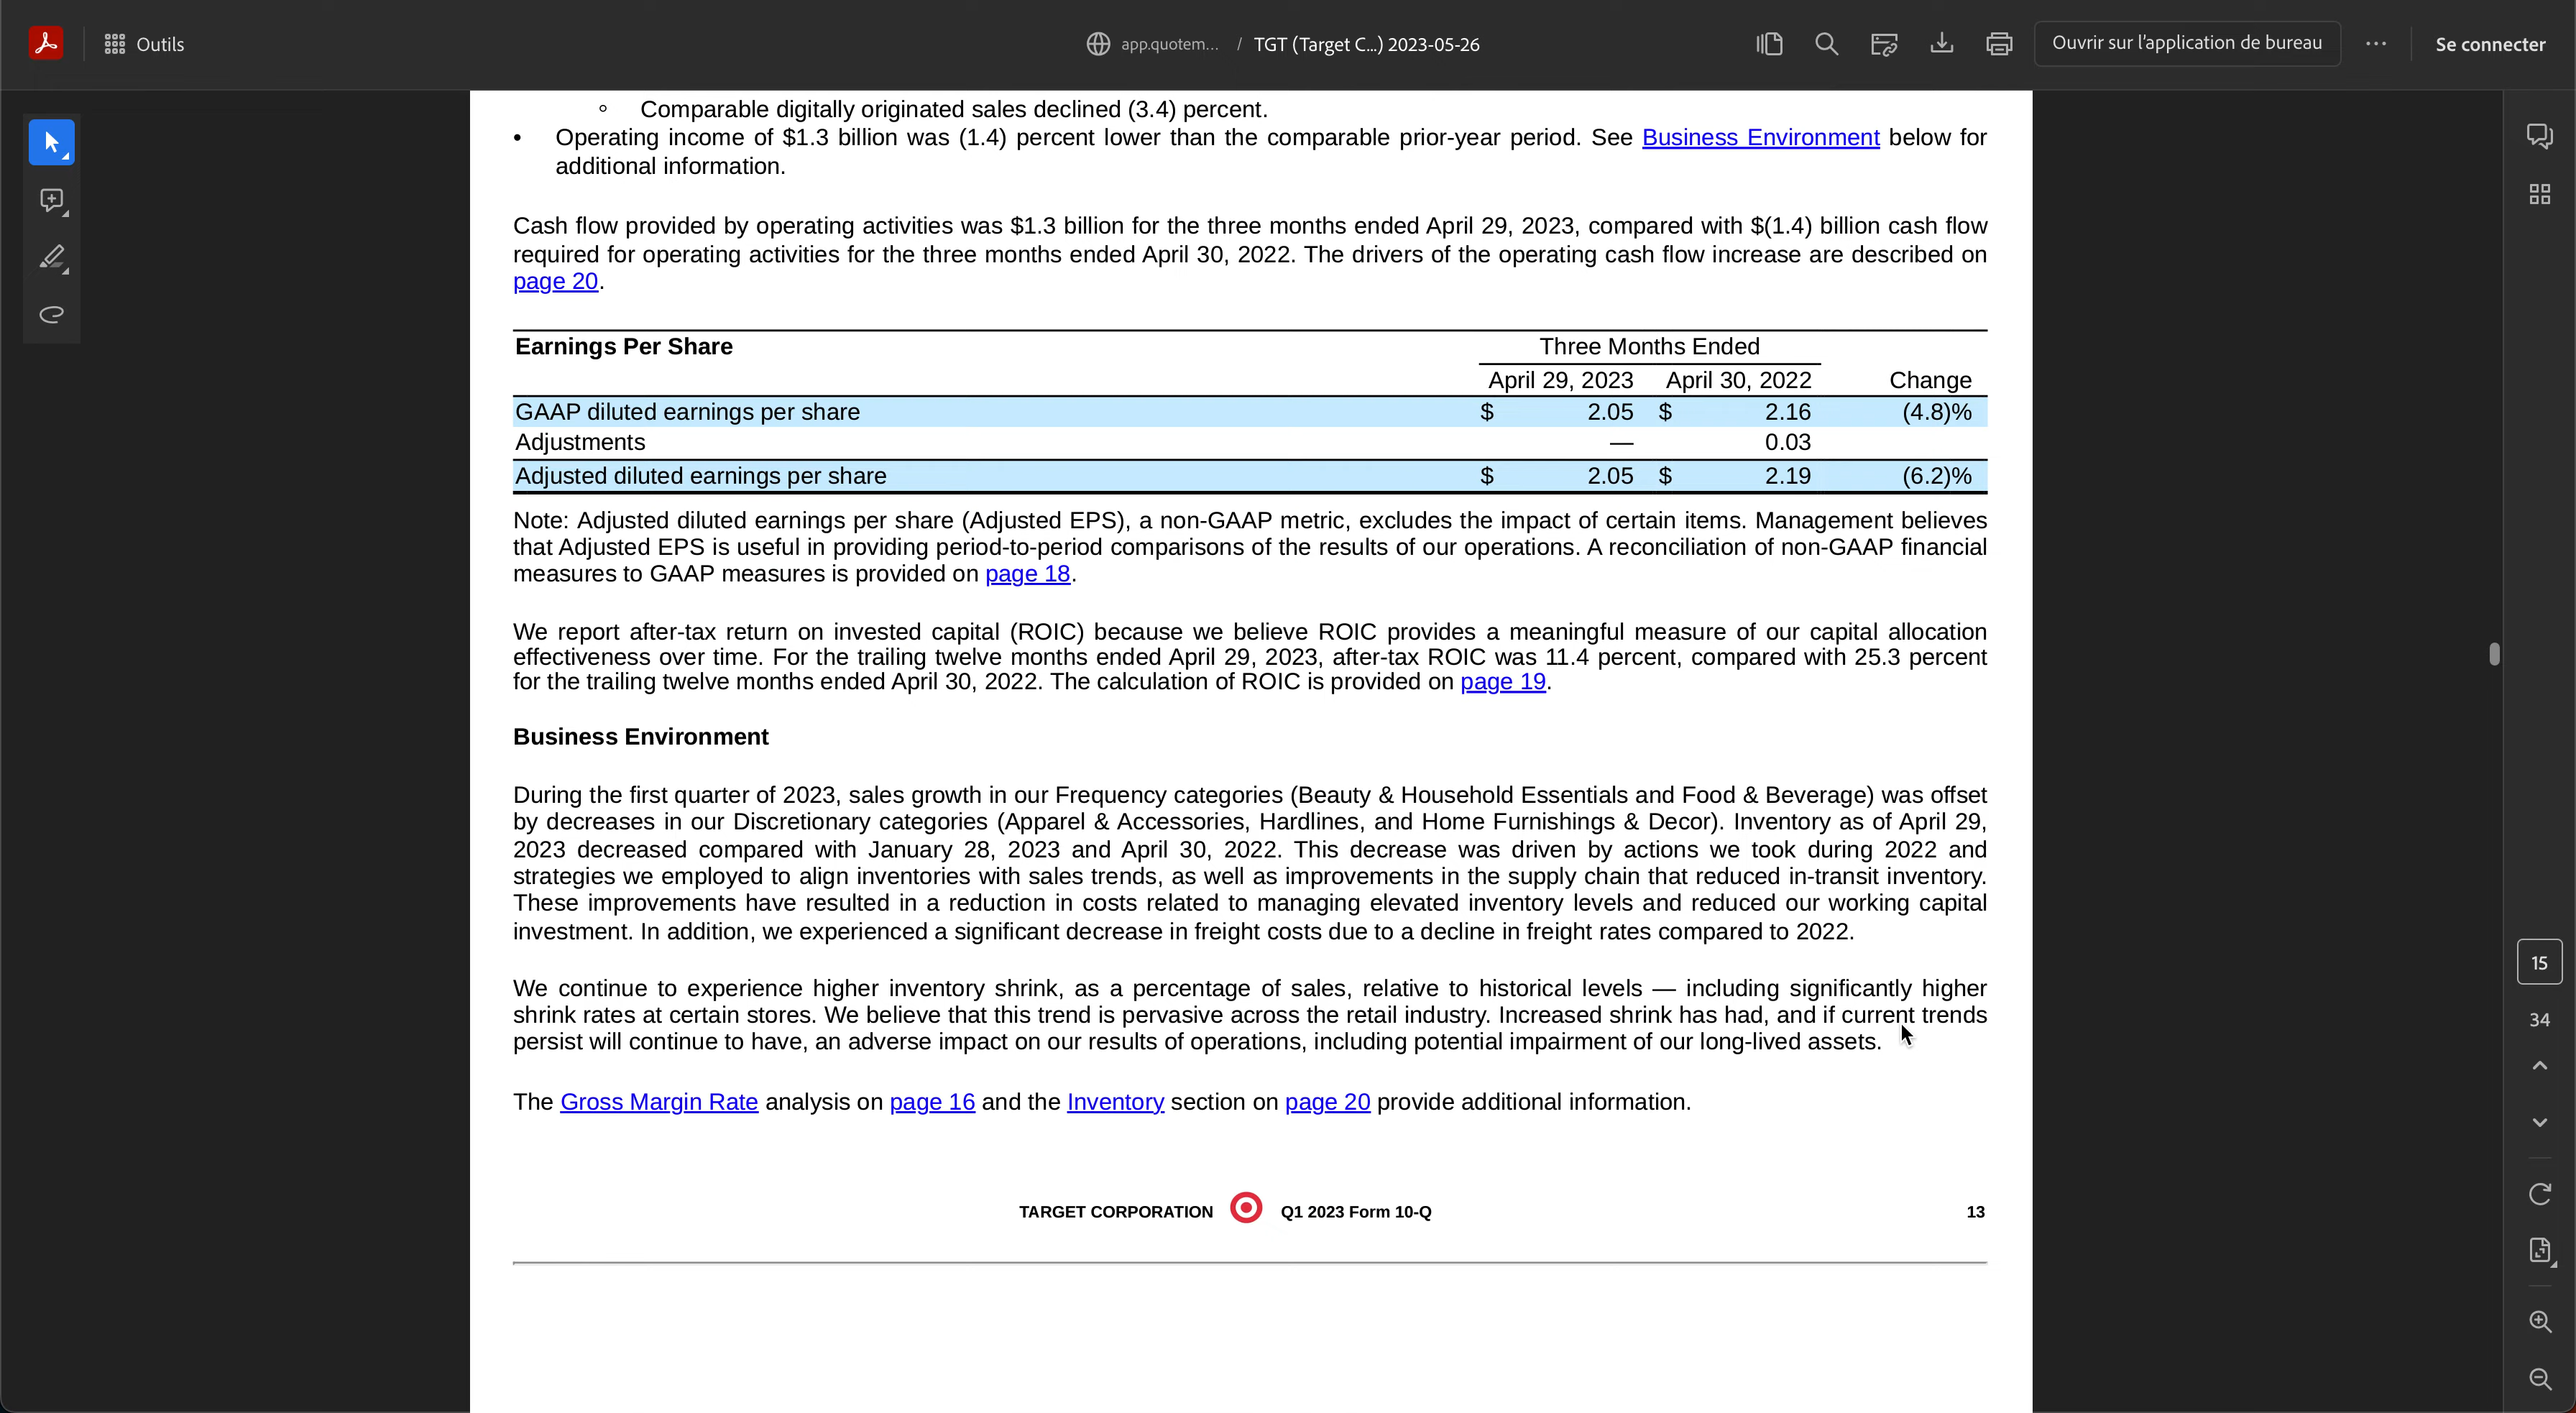 Outils
app.quotem... / TGT (Target C...) 2023-05-26
Ouvrir sur l'application de bureau
Se connecter
◦ Comparable digitally originated sales declined (3.4) percent.
• Operating income of $1.3 billion was (1.4) percent lower than the comparable prior-year period. See Business Environment below for
additional information.
Cash flow provided by operating activities was $1.3 billion for the three months ended April 29, 2023, compared with $(1.4) billion cash flow
required for operating activities for the three months ended April 30, 2022. The drivers of the operating cash flow increase are described on
page 20.
Earnings Per Share Three Months Ended
April 29, 2023 April 30, 2022 Change
GAAP diluted earnings per share $ 2.05 $ 2.16 (4.8)%
Adjustments — 0.03
Adjusted diluted earnings per share $ 2.05 $ 2.19 (6.2)%
Note: Adjusted diluted earnings per share (Adjusted EPS), a non-GAAP metric, excludes the impact of certain items. Management believes
that Adjusted EPS is useful in providing period-to-period comparisons of the results of our operations. A reconciliation of non-GAAP financial
measures to GAAP measures is provided on page 18.
We report after-tax return on invested capital (ROIC) because we believe ROIC provides a meaningful measure of our capital allocation
effectiveness over time. For the trailing twelve months ended April 29, 2023, after-tax ROIC was 11.4 percent, compared with 25.3 percent
for the trailing twelve months ended April 30, 2022. The calculation of ROIC is provided on page 19.
Business Environment
During the first quarter of 2023, sales growth in our Frequency categories (Beauty & Household Essentials and Food & Beverage) was offset
by decreases in our Discretionary categories (Apparel & Accessories, Hardlines, and Home Furnishings & Decor). Inventory as of April 29,
2023 decreased compared with January 28, 2023 and April 30, 2022. This decrease was driven by actions we took during 2022 and
strategies we employed to align inventories with sales trends, as well as improvements in the supply chain that reduced in-transit inventory.
These improvements have resulted in a reduction in costs related to managing elevated inventory levels and reduced our working capital
investment. In addition, we experienced a significant decrease in freight costs due to a decline in freight rates compared to 2022.
We continue to experience higher inventory shrink, as a percentage of sales, relative to historical levels — including significantly higher
shrink rates at certain stores. We believe that this trend is pervasive across the retail industry. Increased shrink has had, and if current trends
persist will continue to have, an adverse impact on our results of operations, including potential impairment of our long-lived assets.
The Gross Margin Rate analysis on page 16 and the Inventory section on page 20 provide additional information.
TARGET CORPORATION Q1 2023 Form 10-Q 13
15
34